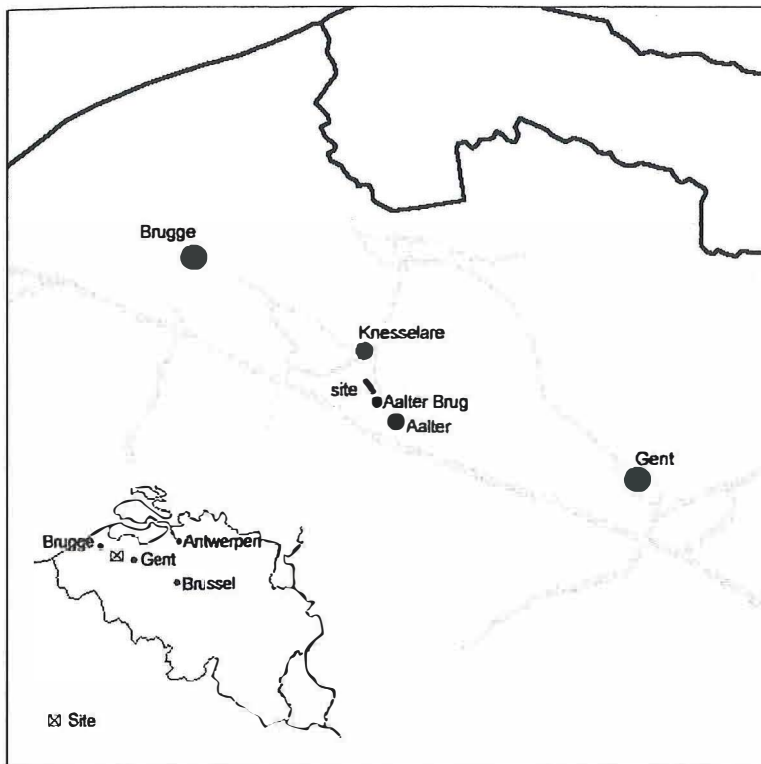 Brugge
Knesselare
site
Aalter Brug
Aalter
Gent
Brugge
Antwerpen
Gent
Brussel
Site